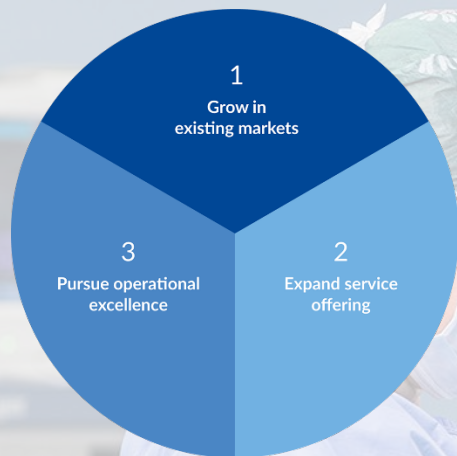 1
Grow in
existing markets
2
Expand service
offering
3
Pursue operational
excellence